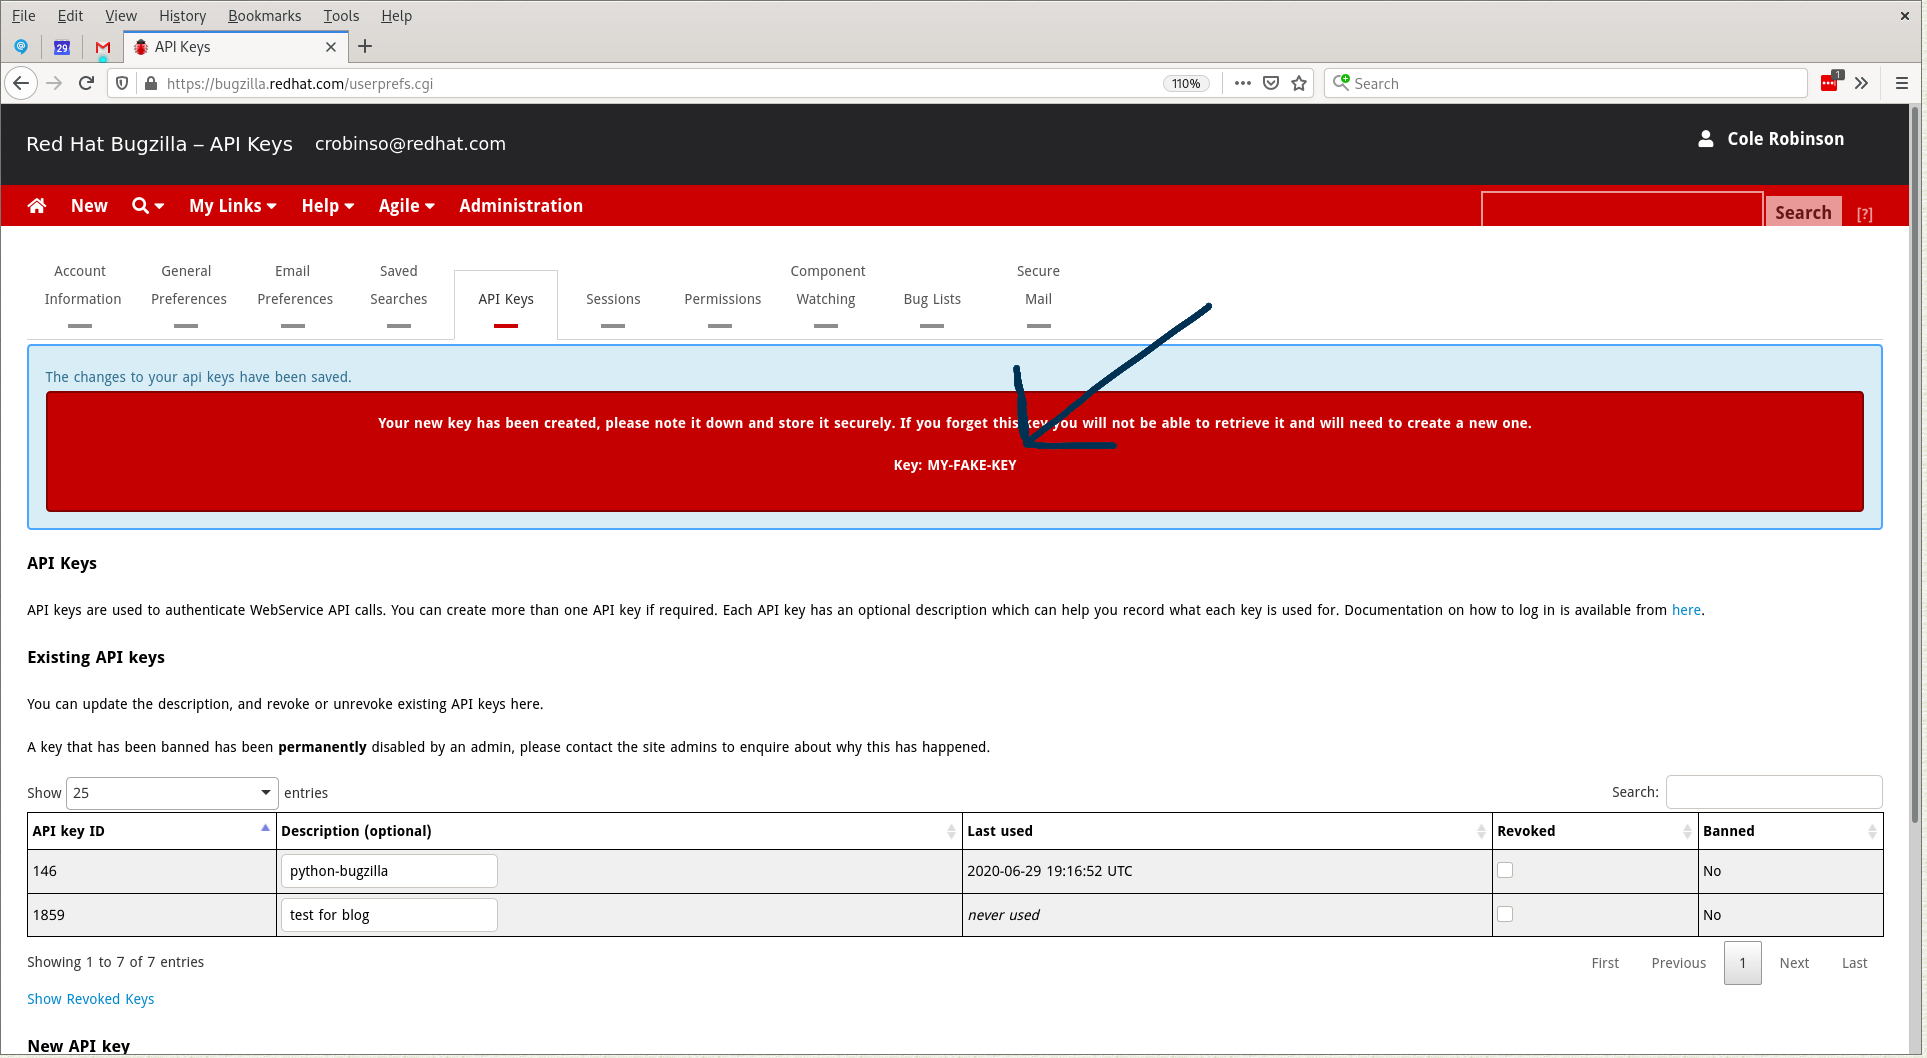 File Edit View History Bookmarks Tools Help
29 API Keys
https://bugzilla.redhat.com/userprefs.cgi 110% Search 1
Red Hat Bugzilla – API Keys crobinso@redhat.com Cole Robinson
New My Links Help Agile Administration Search [?]
Account General Email Saved Component Secure
Information Preferences Preferences Searches API Keys Sessions Permissions Watching Bug Lists Mail
The changes to your api keys have been saved.
Your new key has been created, please note it down and store it securely. If you forget this key you will not be able to retrieve it and will need to create a new one.
Key: MY-FAKE-KEY
API Keys
API keys are used to authenticate WebService API calls. You can create more than one API key if required. Each API key has an optional description which can help you record what each key is used for. Documentation on how to log in is available from here.
Existing API keys
You can update the description, and revoke or unrevoke existing API keys here.
A key that has been banned has been permanently disabled by an admin, please contact the site admins to enquire about why this has happened.
Show 25 entries Search:
API key ID Description (optional) Last used Revoked Banned
146 python-bugzilla 2020-06-29 19:16:52 UTC No
1859 test for blog never used No
Showing 1 to 7 of 7 entries First Previous 1 Next Last
Show Revoked Keys
New API key